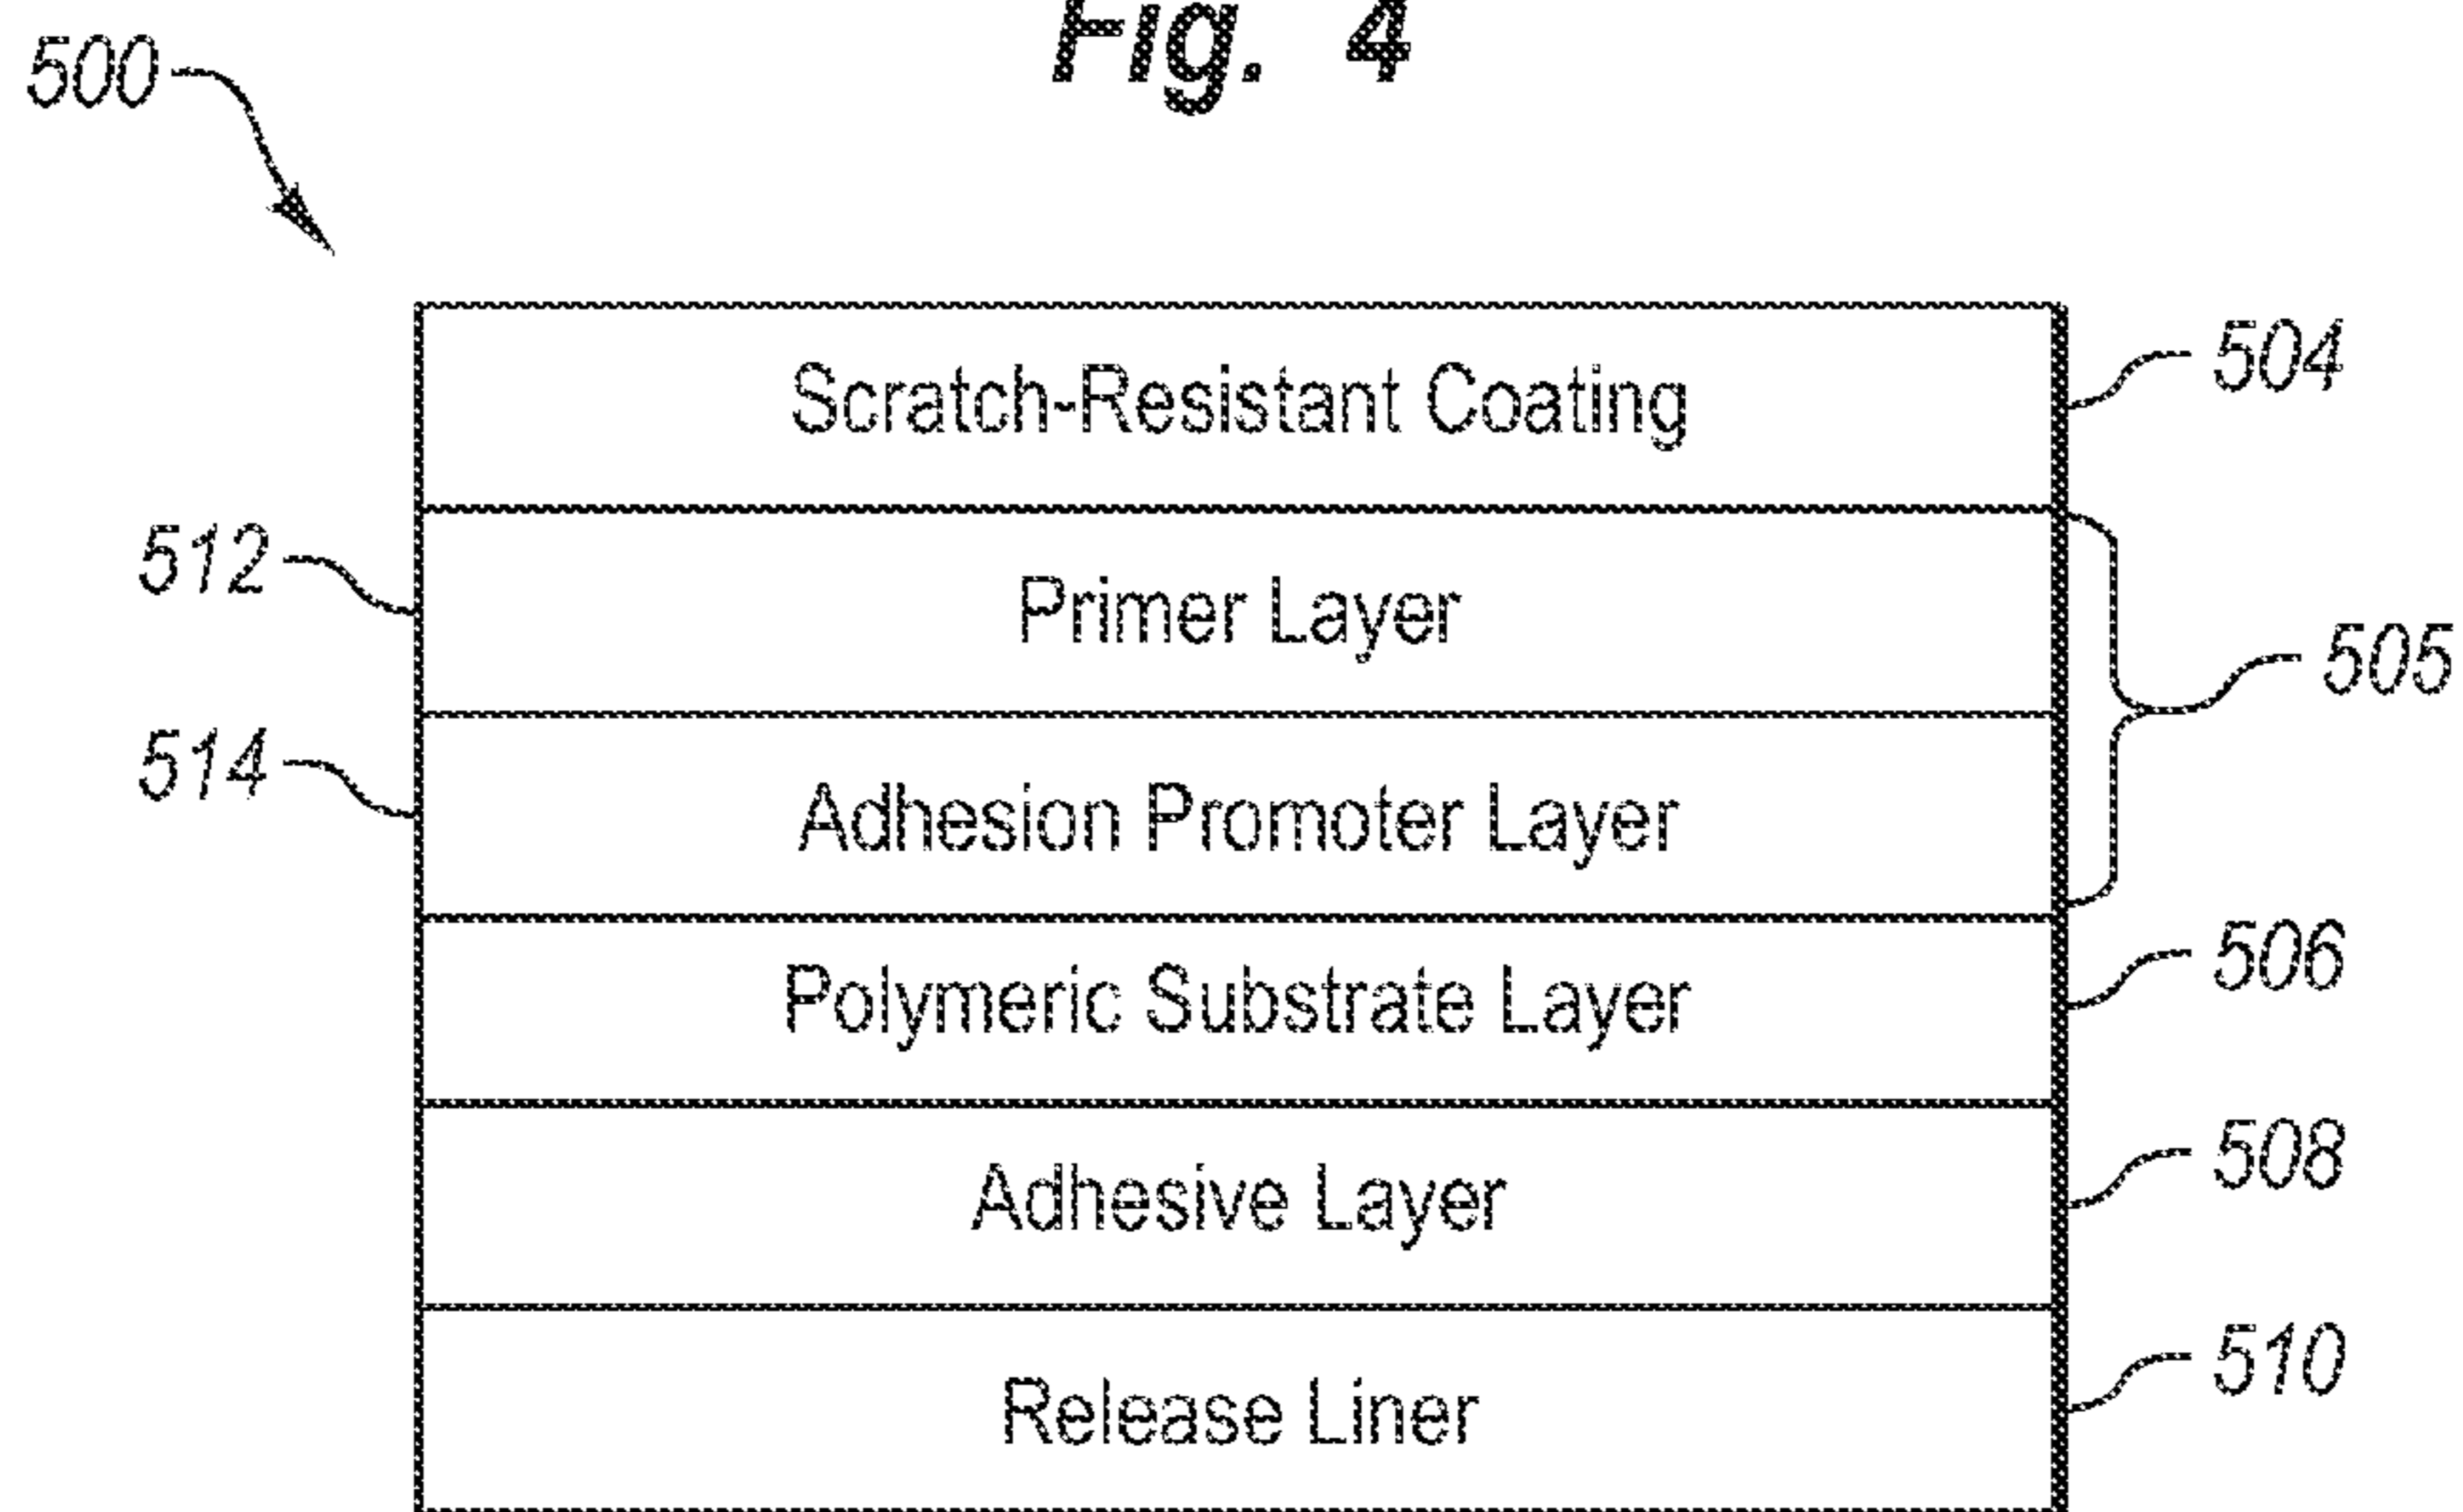 Fig. 4
500
Scratch-Resistant Coating
504
512
Primer Layer
505
514
Adhesion Promoter Layer
Polymeric Substrate Layer
506
Adhesive Layer
508
Release Liner
510